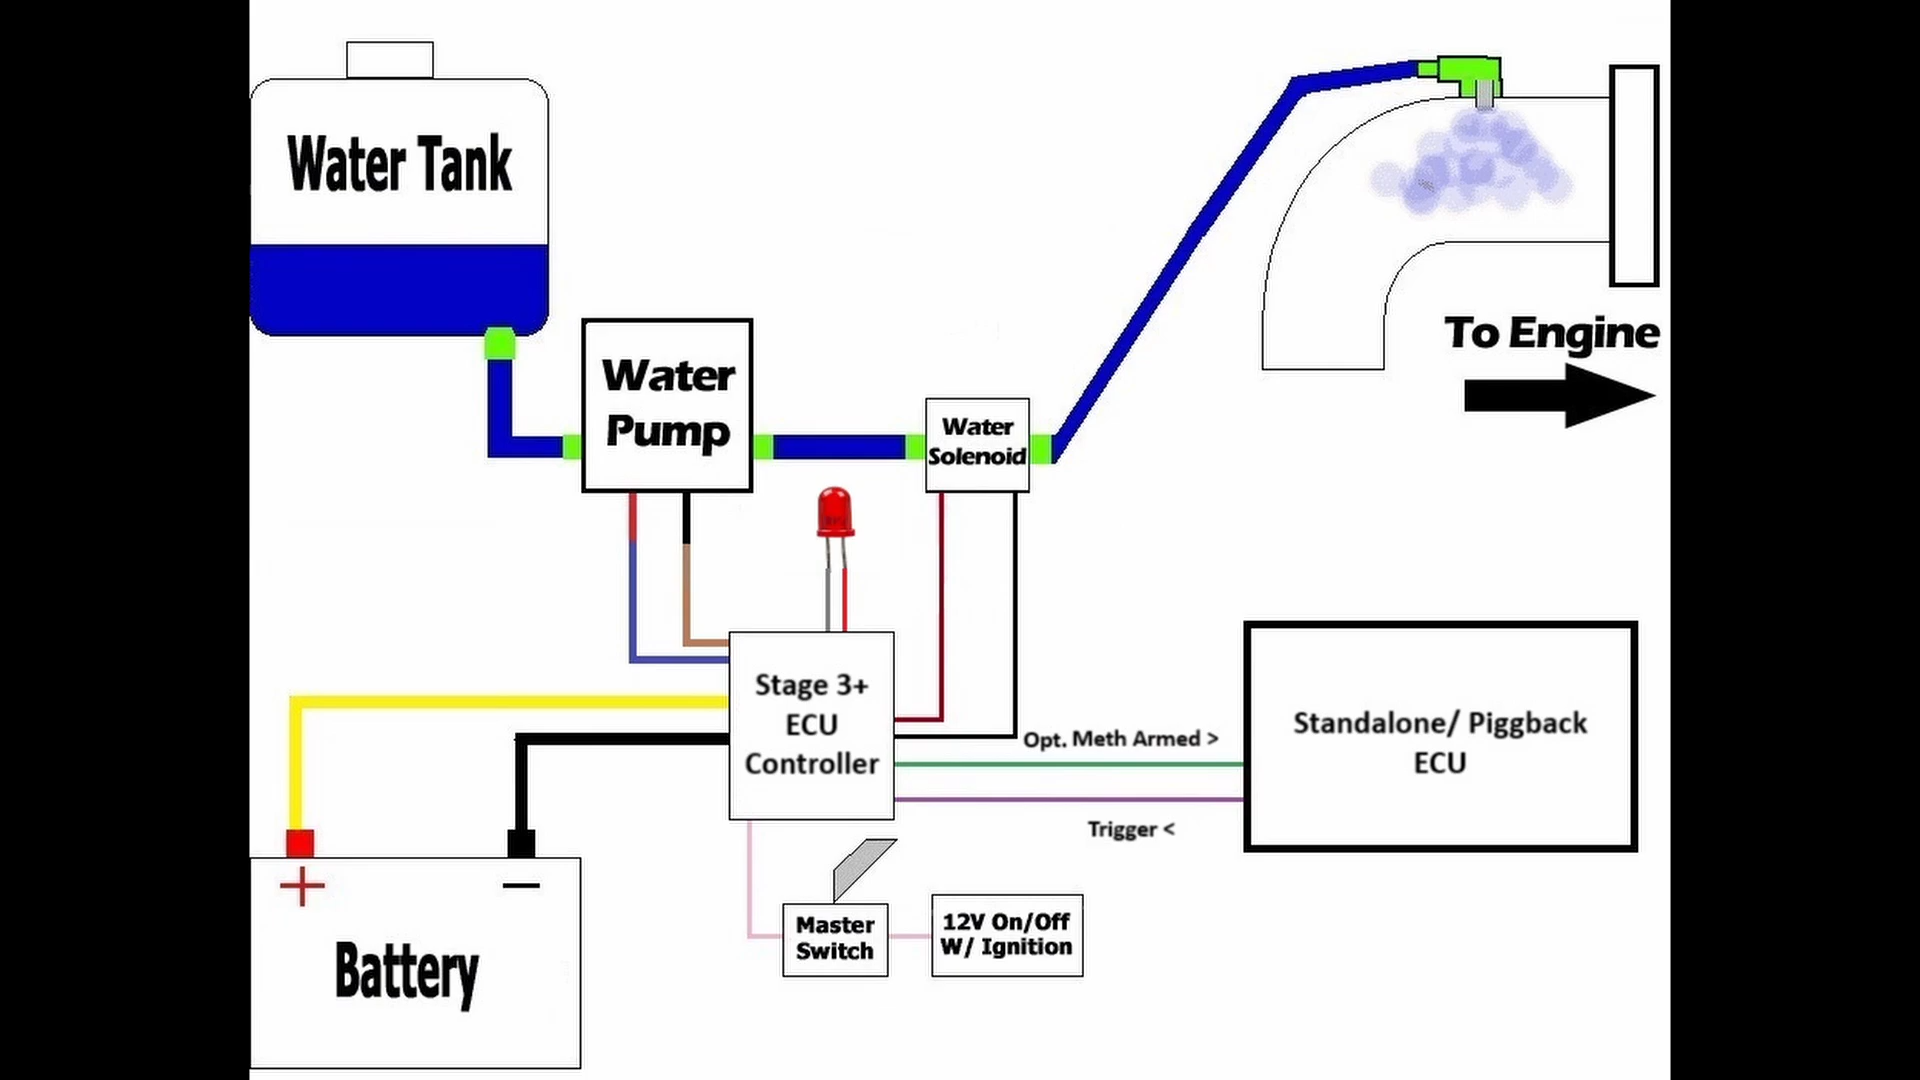 Water Tank
Water
Pump
Water
Solenoid
To Engine
Stage 3+
ECU
Controller
Opt. Meth Armed >
Trigger <
Standalone/ Piggback
ECU
+
−
Battery
Master
Switch
12V On/Off
W/ Ignition